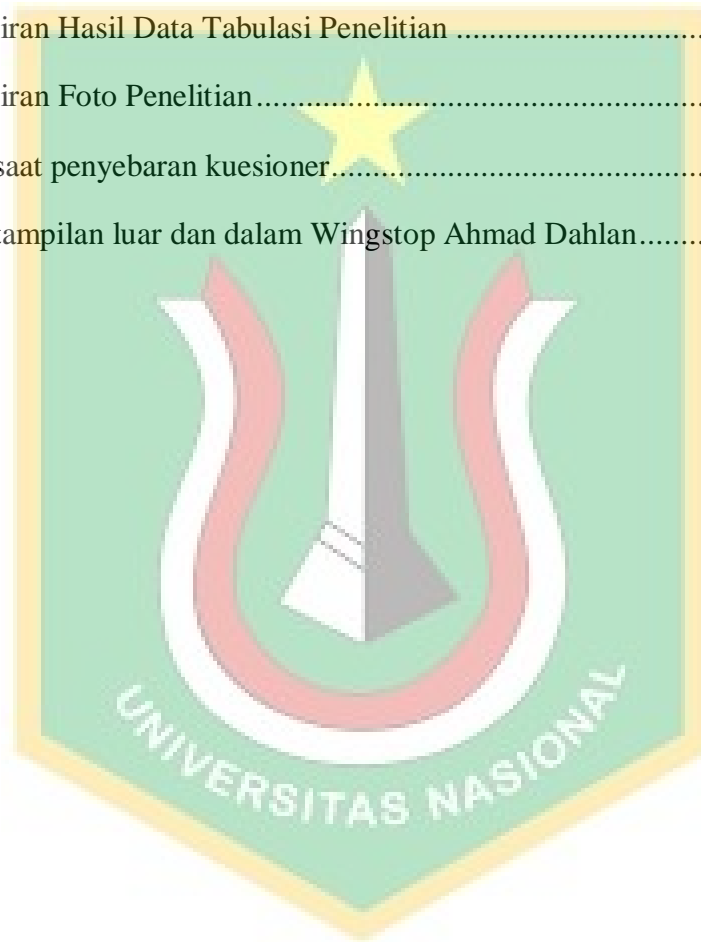 iran Hasil Data Tabulasi Penelitian ..............................
iran Foto Penelitian......................................................
saat penyebaran kuesioner.............................................
tampilan luar dan dalam Wingstop Ahmad Dahlan........
UNIVERSITAS NASIONAL